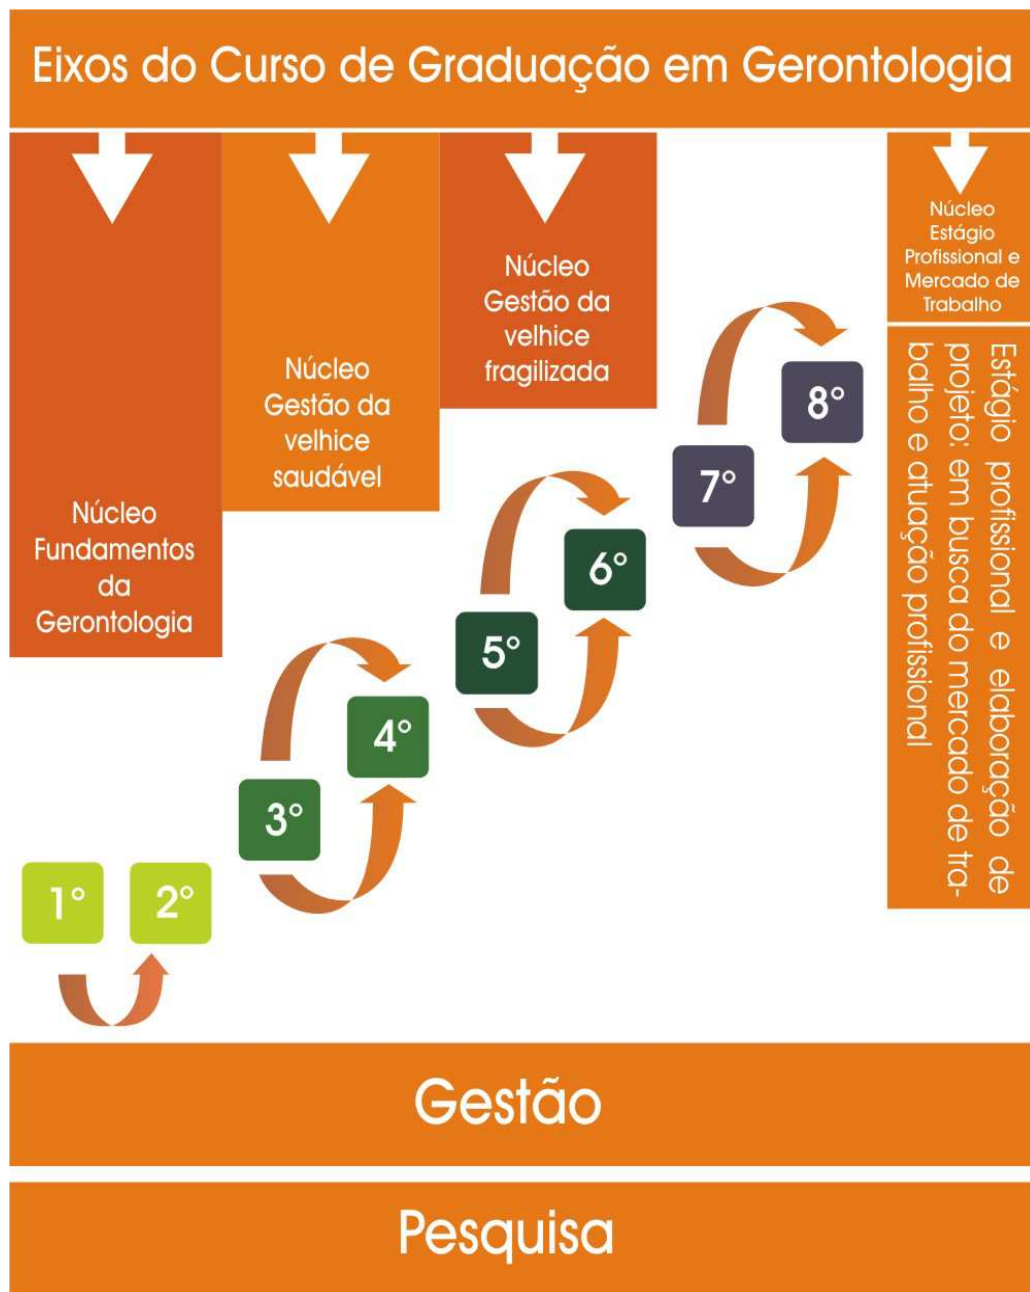 Eixos do Curso de Graduação em Gerontologia
Núcleo
Fundamentos
da
Gerontologia
Núcleo
Gestão da
velhice
saudável
Núcleo
Gestão da
velhice
fragilizada
Núcleo
Estágio
Profissional e
Mercado de
Trabalho
Estágio profissional e elaboração de
projeto: em busca do mercado de tra-
balho e atuação profissional
1°
2°
3°
4°
5°
6°
7°
8°
Gestão
Pesquisa